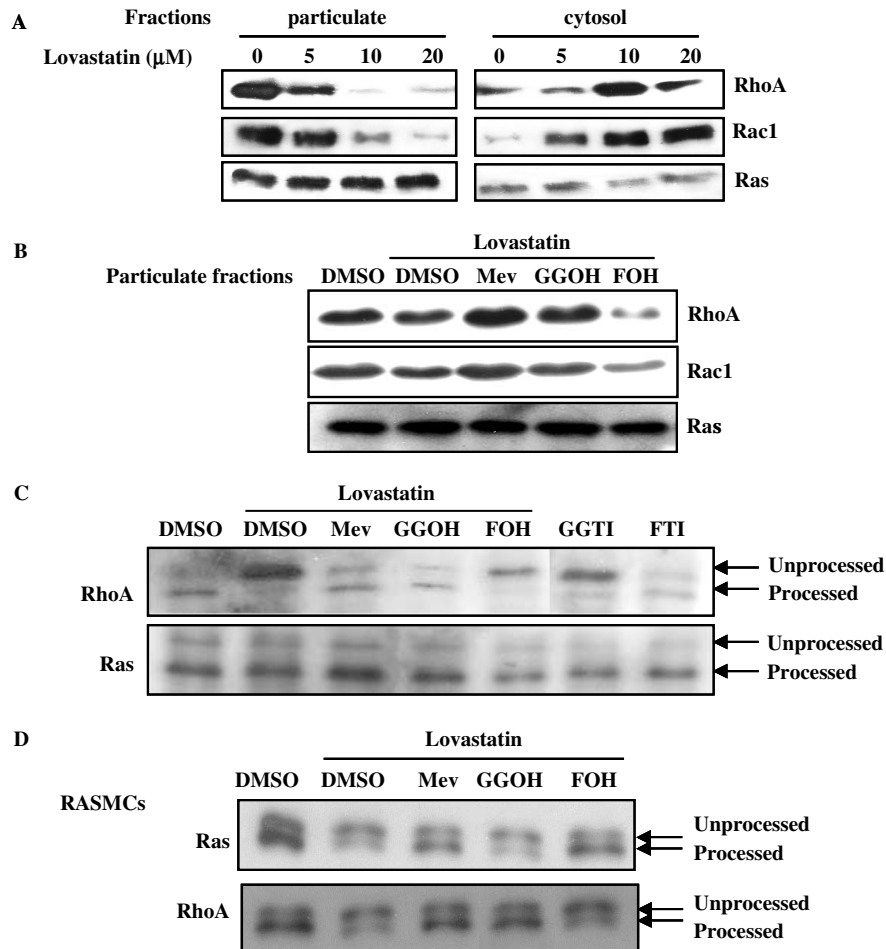 A
Fractions particulate cytosol
Lovastatin (μM) 0 5 10 20 0 5 10 20
RhoA
Rac1
Ras
B
Lovastatin
Particulate fractions DMSO DMSO Mev GGOH FOH
RhoA
Rac1
Ras
C
Lovastatin
DMSO DMSO Mev GGOH FOH GGTI FTI
Unprocessed
RhoA Processed
Unprocessed
Ras Processed
D
Lovastatin
DMSO DMSO Mev GGOH FOH
RASMCs
Unprocessed
Ras Processed
RhoA Unprocessed
Processed